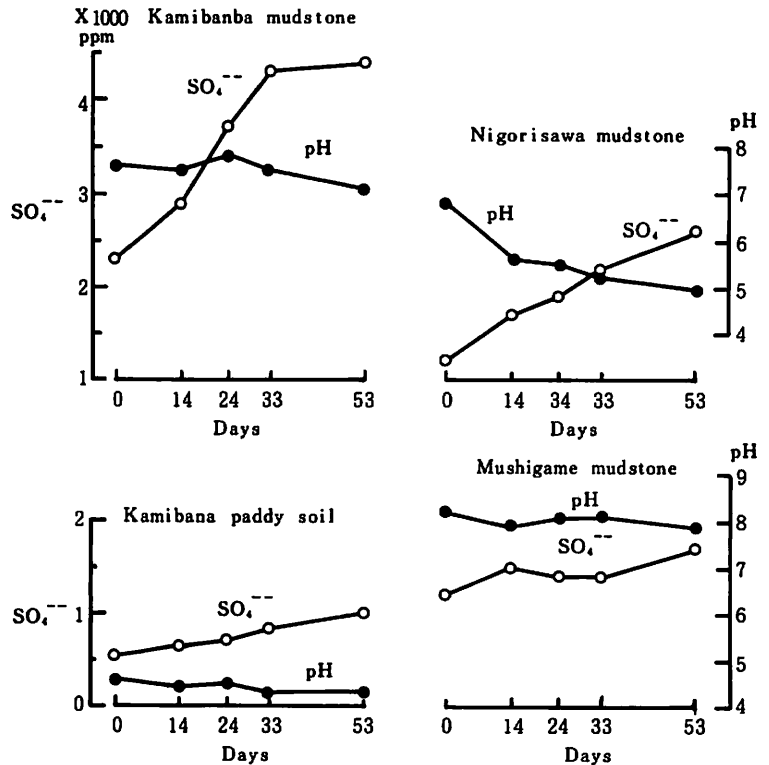 X 1000 Kamibanba mudstone
ppm
4
3
2
1
SO₄⁻⁻
SO₄⁻⁻
pH
0 14 24 33 53
Days
Nigorisawa mudstone
pH
8
7
6
5
4
pH
SO₄⁻⁻
0 14 34 33 53
Days
Kamibana paddy soil
2
1
0
SO₄⁻⁻
SO₄⁻⁻
pH
0 14 24 33 53
Days
Mushigame mudstone
pH
9
8
7
6
5
4
pH
SO₄⁻⁻
0 14 24 33 53
Days